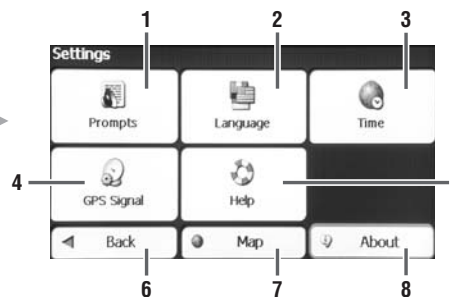 1 2 3
Settings
Prompts Language Time
4
GPS Signal Help
Back Map About
6 7 8